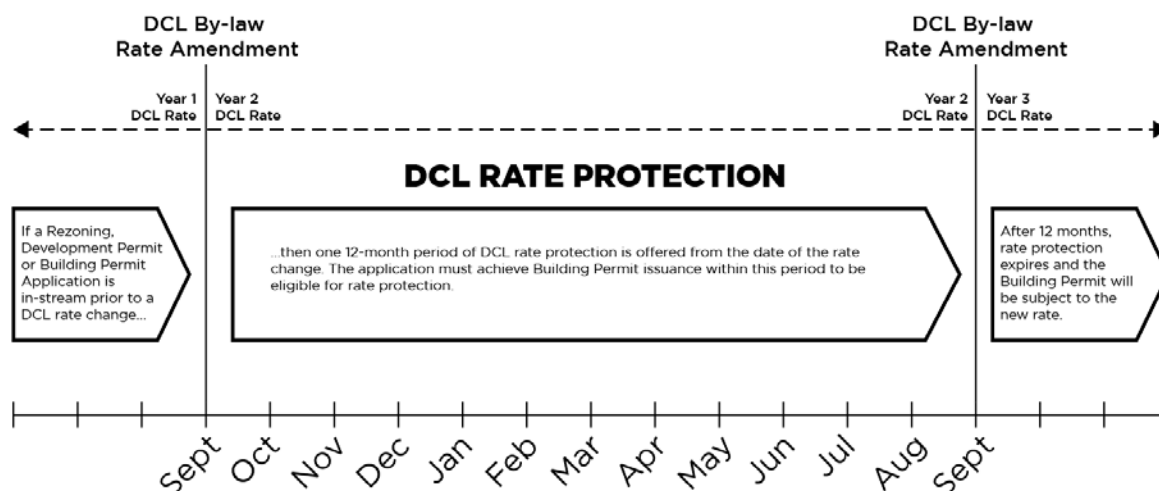 DCL By-law
Rate Amendment
DCL By-law
Rate Amendment
Year 1
DCL Rate
Year 2
DCL Rate
Year 2
DCL Rate
Year 3
DCL Rate
DCL RATE PROTECTION
If a Rezoning,
Development Permit
or Building Permit
Application is
in-stream prior to a
DCL rate change...
...then one 12-month period of DCL rate protection is offered from the date of the rate
change. The application must achieve Building Permit issuance within this period to be
eligible for rate protection.
After 12 months,
rate protection
expires and the
Building Permit will
be subject to the
new rate.
Sept
Oct
Nov
Dec
Jan
Feb
Mar
Apr
May
Jun
Jul
Aug
Sept